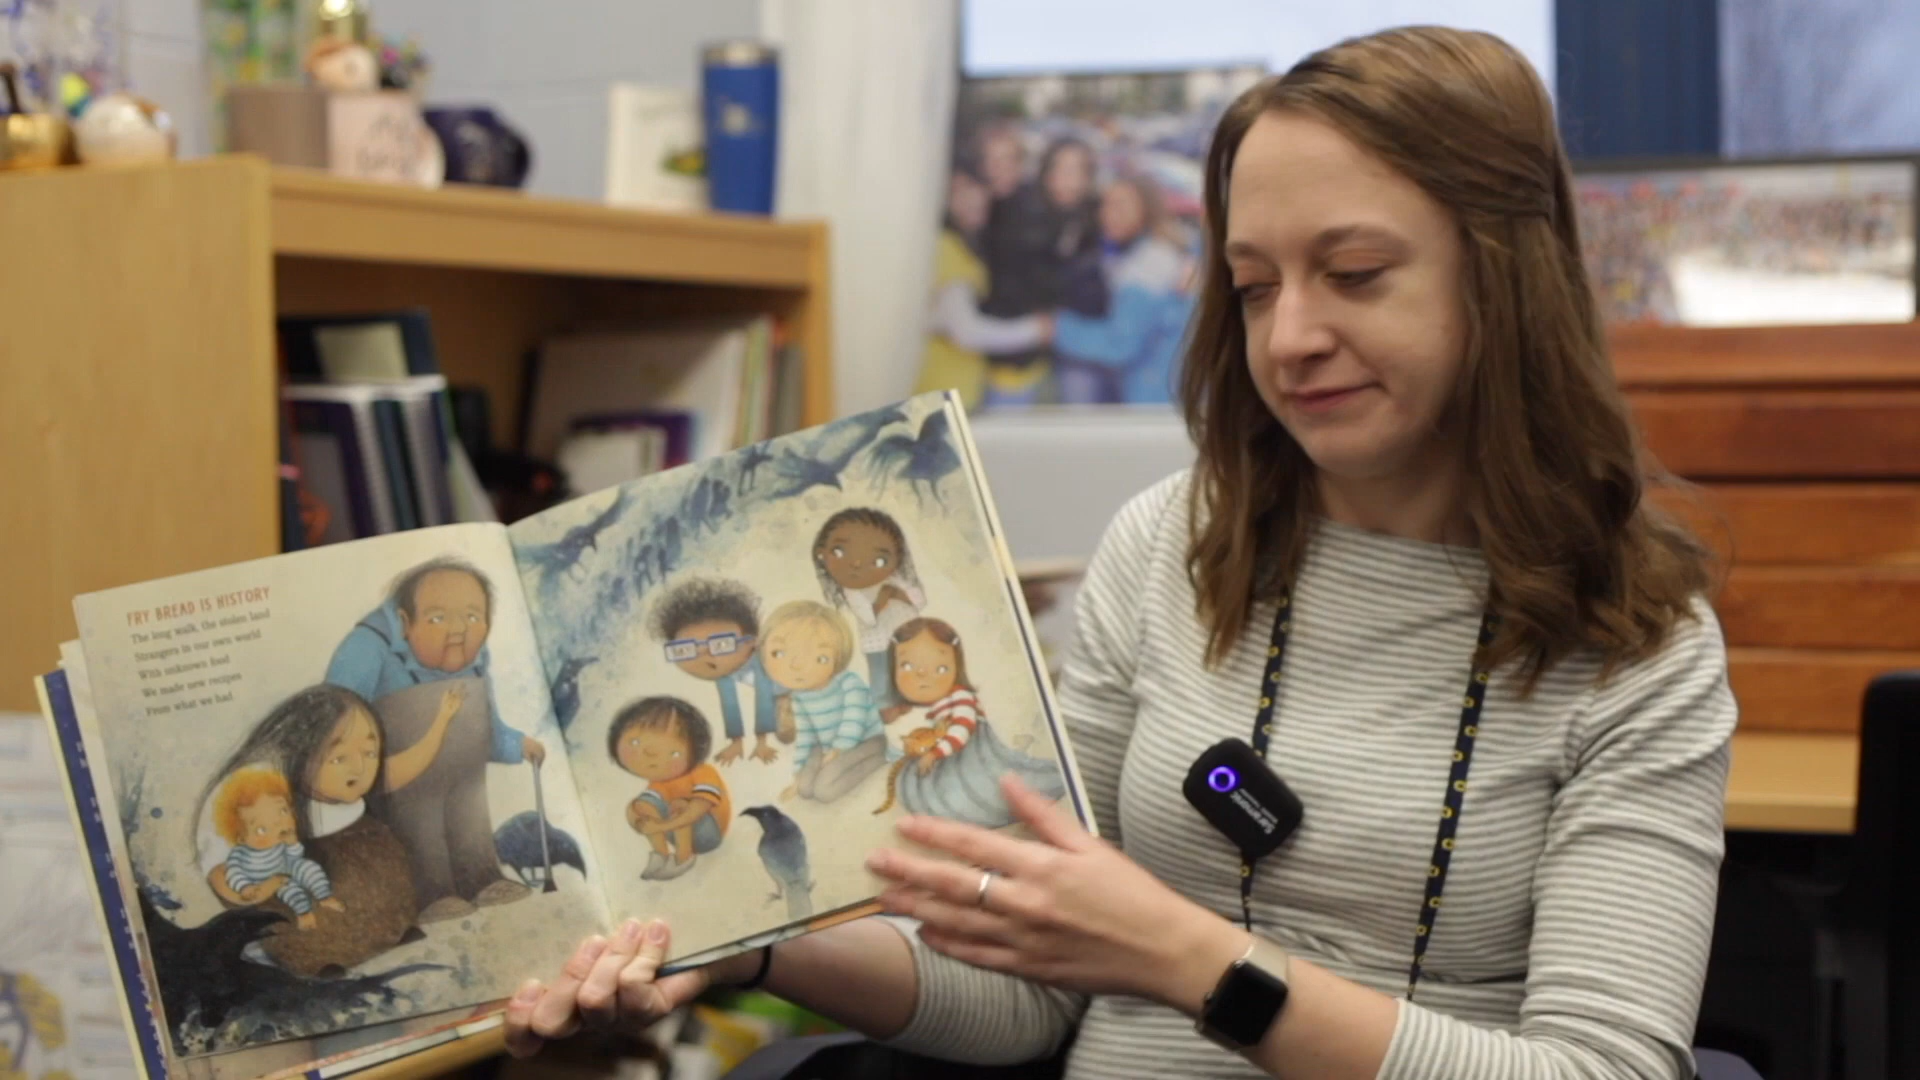 FRY BREAD IS HISTORY
The long walk, the stolen land
Strangers in our own world
With unknown food
We made new recipes
From what we had.
Saramonic